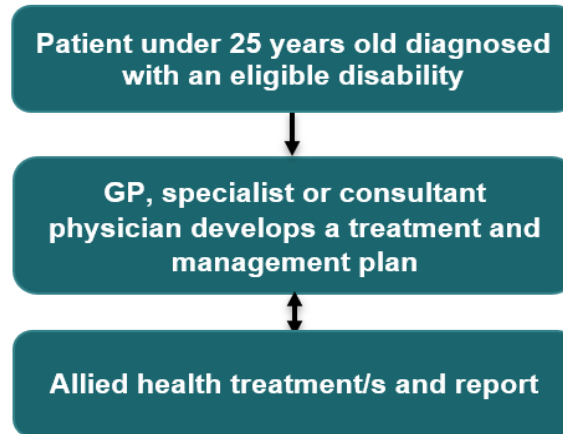 Patient under 25 years old diagnosed
with an eligible disability
GP, specialist or consultant
physician develops a treatment and
management plan
Allied health treatment/s and report